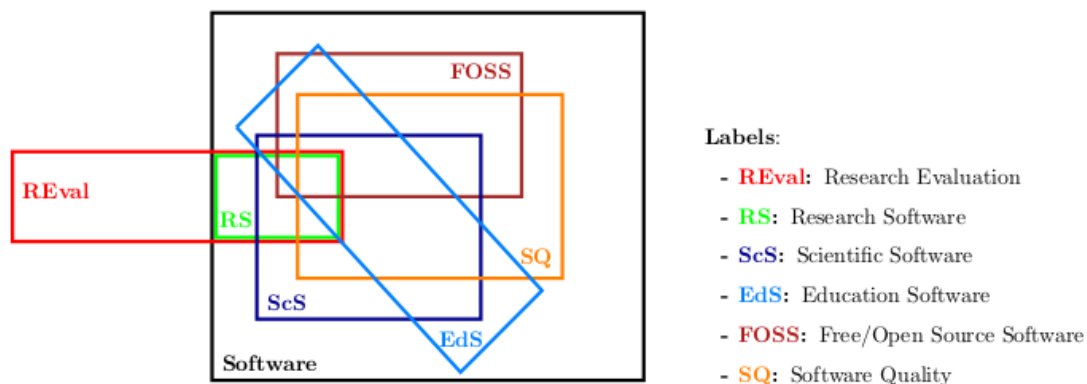 FOSS
REval
RS
SQ
ScS
EdS
Software
Labels:
- REval: Research Evaluation
- RS: Research Software
- ScS: Scientific Software
- EdS: Education Software
- FOSS: Free/Open Source Software
- SQ: Software Quality